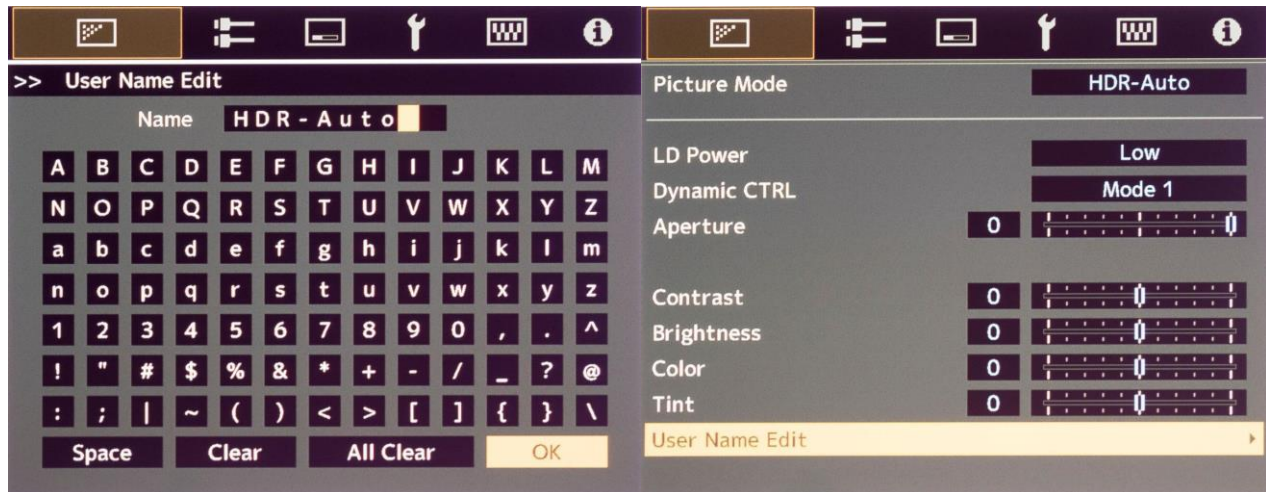 >> User Name Edit
Name HDR-Auto
A B C D E F G H I J K L M
N O P Q R S T U V W X Y Z
a b c d e f g h i j k l m
n o p q r s t u v w x y z
1 2 3 4 5 6 7 8 9 0 , . ^
! " # $ % & * + - / _ ? @
: ; | ~ ( ) < > [ ] { } \
Space Clear All Clear OK
Picture Mode HDR-Auto
LD Power Low
Dynamic CTRL Mode 1
Aperture 0
Contrast 0
Brightness 0
Color 0
Tint 0
User Name Edit